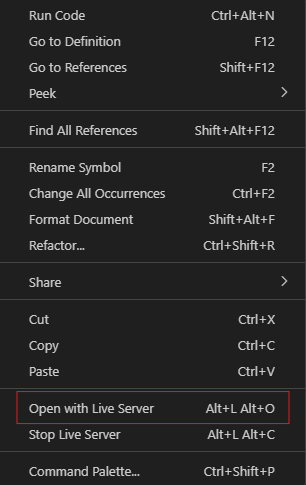 Run Code Ctrl+Alt+N
Go to Definition F12
Go to References Shift+F12
Peek
Find All References Shift+Alt+F12
Rename Symbol F2
Change All Occurrences Ctrl+F2
Format Document Shift+Alt+F
Refactor... Ctrl+Shift+R
Share
Cut Ctrl+X
Copy Ctrl+C
Paste Ctrl+V
Open with Live Server Alt+L Alt+O
Stop Live Server Alt+L Alt+C
Command Palette... Ctrl+Shift+P